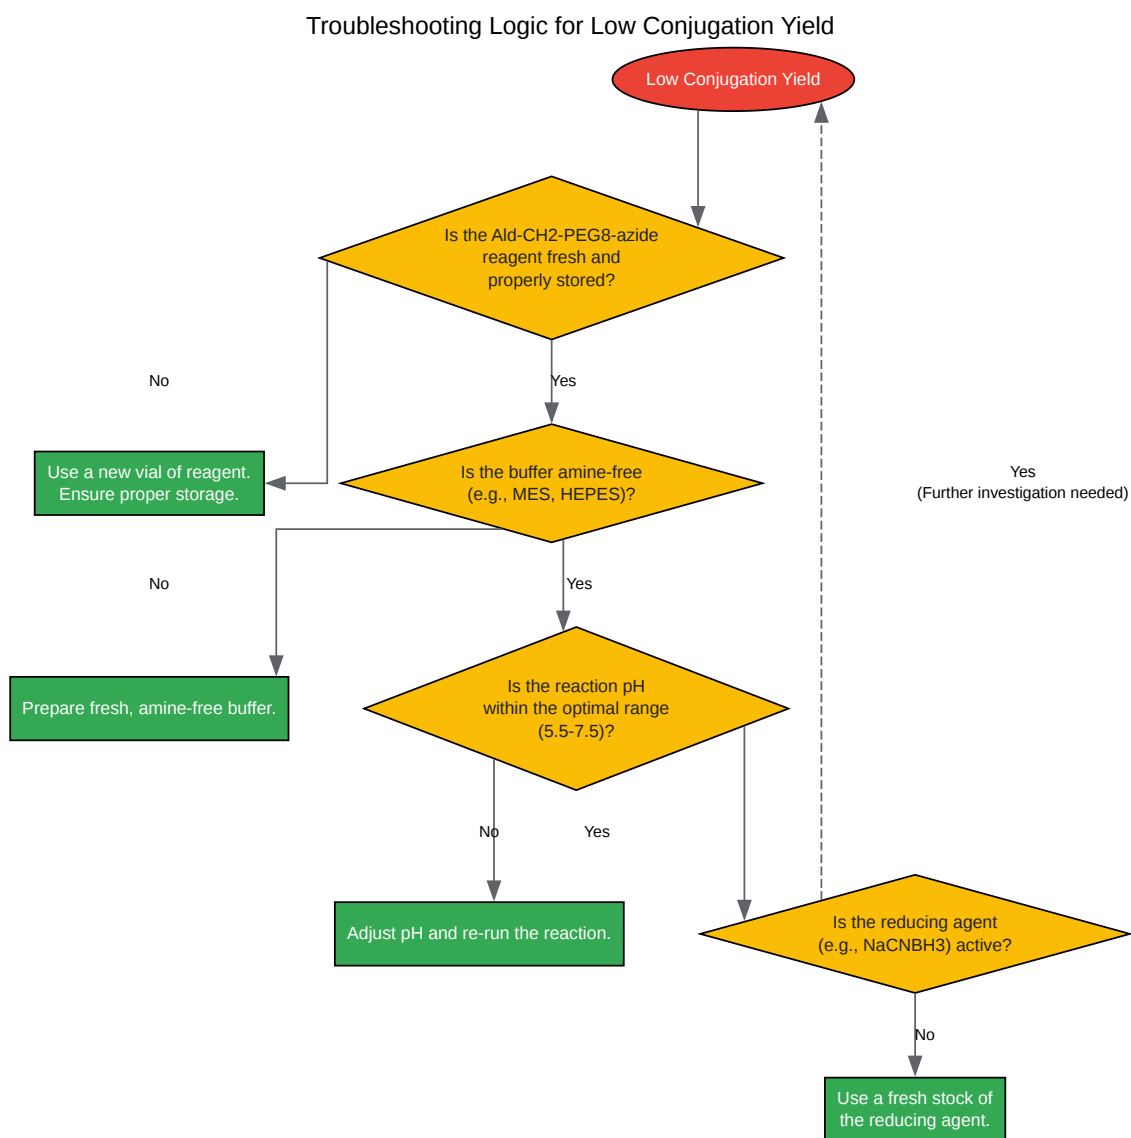 Troubleshooting Logic for Low Conjugation Yield
Low Conjugation Yield
Is the Ald-CH2-PEG8-azide
reagent fresh and
properly stored?
No
Yes
Use a new vial of reagent.
Ensure proper storage.
Is the buffer amine-free
(e.g., MES, HEPES)?
Yes
(Further investigation needed)
No
Yes
Prepare fresh, amine-free buffer.
Is the reaction pH
within the optimal range
(5.5-7.5)?
No
Yes
Adjust pH and re-run the reaction.
Is the reducing agent
(e.g., NaCNBH3) active?
No
Use a fresh stock of
the reducing agent.